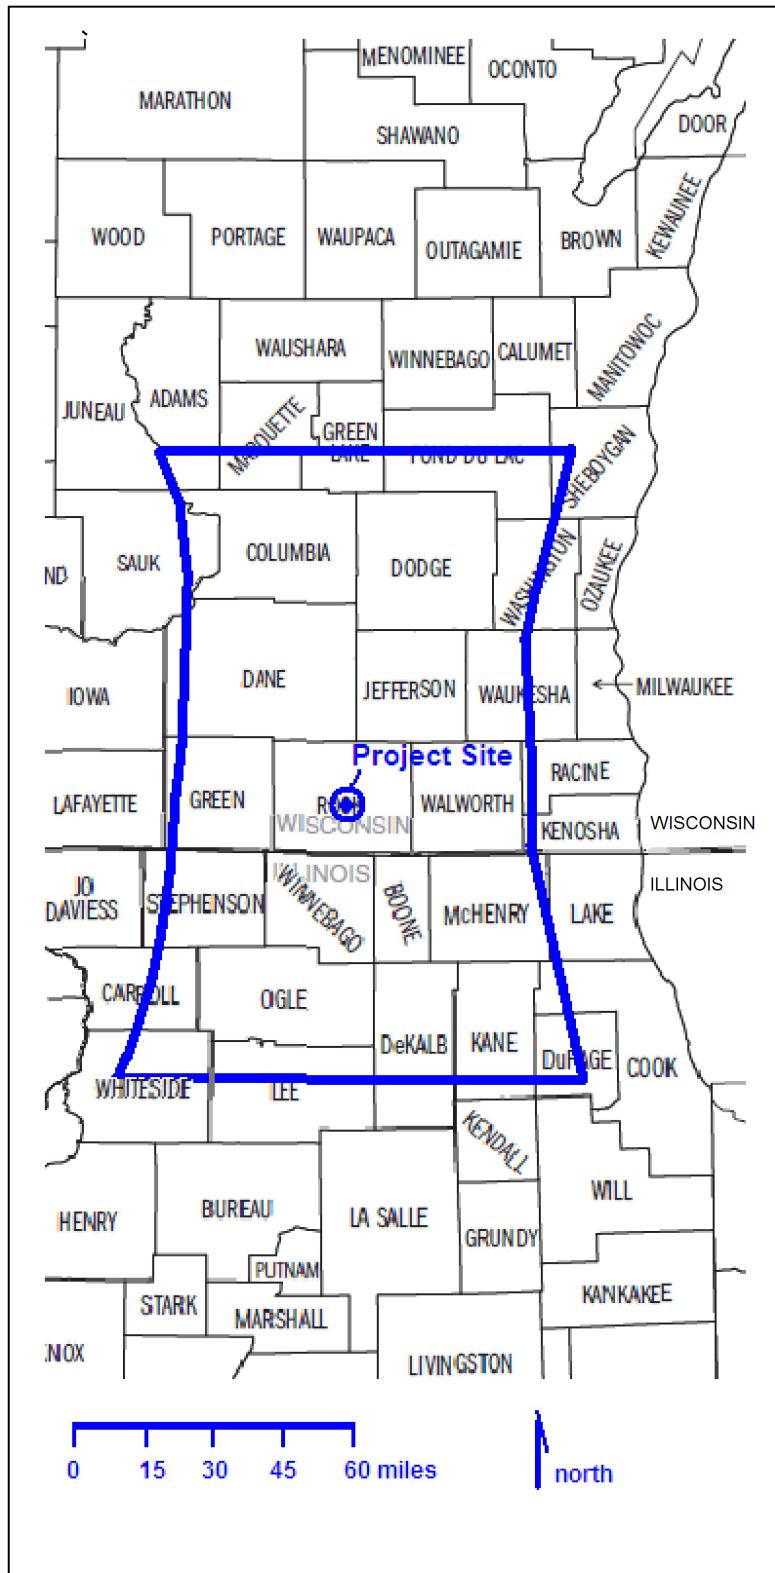 MENOMINEE
OCONTO
MARATHON
SHAWANO
DOOR
KEWAUNEE
WOOD
PORTAGE
WAUPACA
OUTAGAMIE
BROWN
WAUSHARA
WINNEBAGO
CALUMET
MANITOWOC
JUNEAU
ADAMS
MARQUETTE
GREEN
LAKE
FOND DU LAC
SHEBOYGAN
ND
SAUK
COLUMBIA
DODGE
WASHINGTON
OZAUKEE
IOWA
DANE
JEFFERSON
WAUKESHA
MILWAUKEE
Project Site
LAFAYETTE
GREEN
ROCK
WALWORTH
RACINE
KENOSHA
WISCONSIN
WISCONSIN
ILLINOIS
ILLINOIS
JO
DAVIESS
STEPHENSON
WINNEBAGO
BOONE
McHENRY
LAKE
CARROLL
OGLE
DeKALB
KANE
DuPAGE
COOK
WHITESIDE
LEE
KENDALL
HENRY
BUREAU
LA SALLE
WILL
GRUNDY
PUTNAM
STARK
MARSHALL
KANKAKEE
KNOX
LIVINGSTON
0 15 30 45 60 miles
north